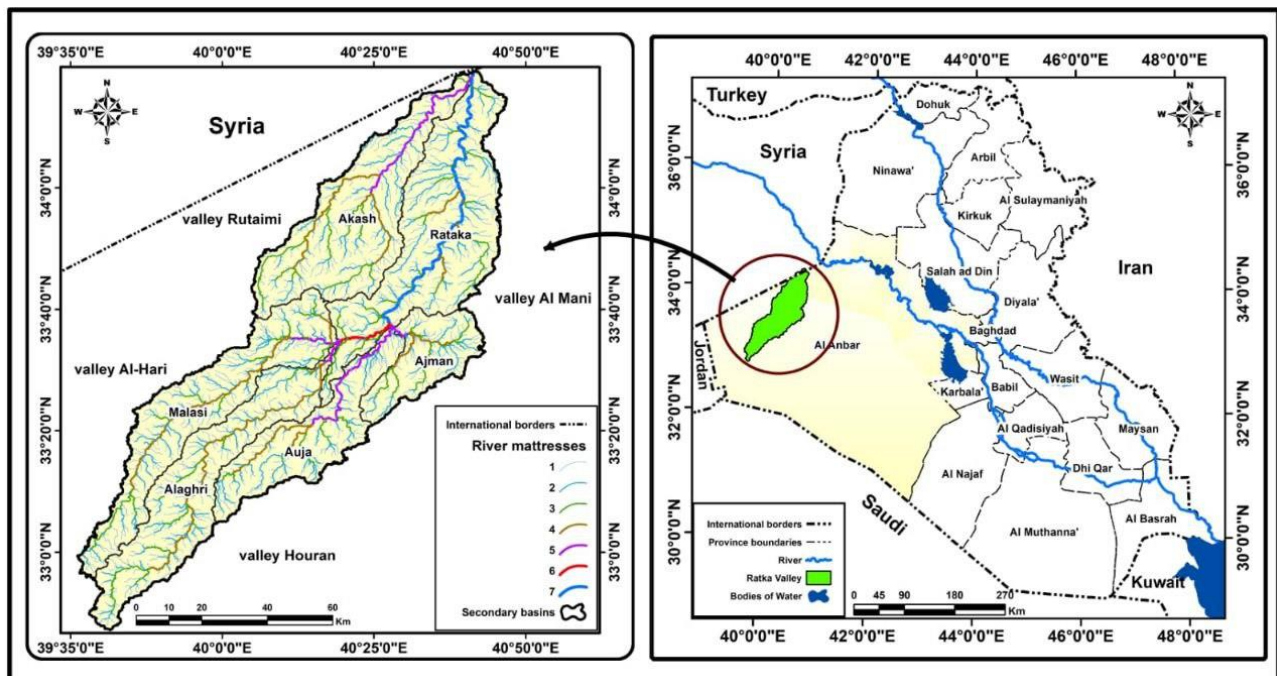 39°35'0"E
40°0'0"E
40°25'0"E
40°50'0"E
N
W
E
S
Syria
34°0'0"N
34°0'0"N
valley Rutaimi
Akash
Rataka
33°40'0"N
33°40'0"N
valley Al Mani
valley Al-Hari
Ajman
Malasi
33°20'0"N
33°20'0"N
Auja
Alaghri
valley Houran
33°0'0"N
33°0'0"N
International borders
River mattresses
1
2
3
4
5
6
7
Secondary basins
0 10 20 40 60
Km
39°35'0"E
40°0'0"E
40°25'0"E
40°50'0"E
40°0'0"E
42°0'0"E
44°0'0"E
46°0'0"E
48°0'0"E
Turkey
N
W
E
S
Dohuk
Syria
Arbil
36°0'0"N
36°0'0"N
Ninawa'
Al Sulaymaniyah
Kirkuk
Iran
Salah ad Din
34°0'0"N
34°0'0"N
Diyala'
Baghdad
Al Anbar
Jordan
Wasit
Karbala'
Babil
32°0'0"N
32°0'0"N
Al Qadisiyah
Maysan
Dhi Qar
Al Najaf
Saudi
Al Basrah
Al Muthanna'
30°0'0"N
30°0'0"N
Kuwait
International borders
Province boundaries
River
Ratka Valley
Bodies of Water
0 45 90 180 270
Km
40°0'0"E
42°0'0"E
44°0'0"E
46°0'0"E
48°0'0"E